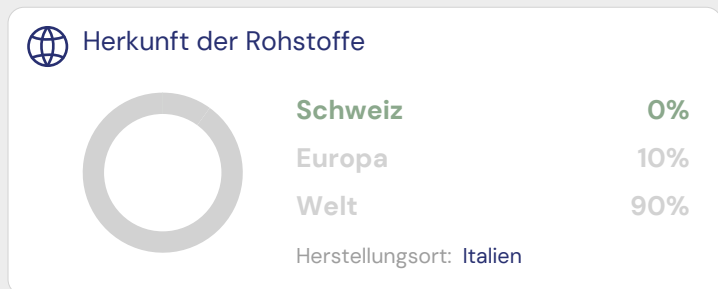 Herkunft der Rohstoffe
Schweiz 0%
Europa 10%
Welt 90%
Herstellungsort: Italien